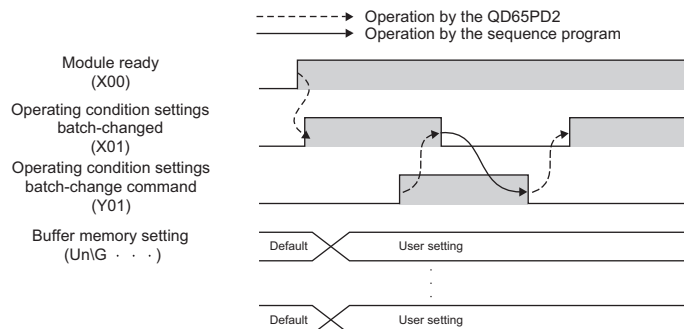 Operation by the QD65PD2
Operation by the sequence program
Module ready
(X00)
Operating condition settings
batch-changed
(X01)
Operating condition settings
batch-change command
(Y01)
Buffer memory setting
(Un\G · · · )
Default
User setting
Default
User setting